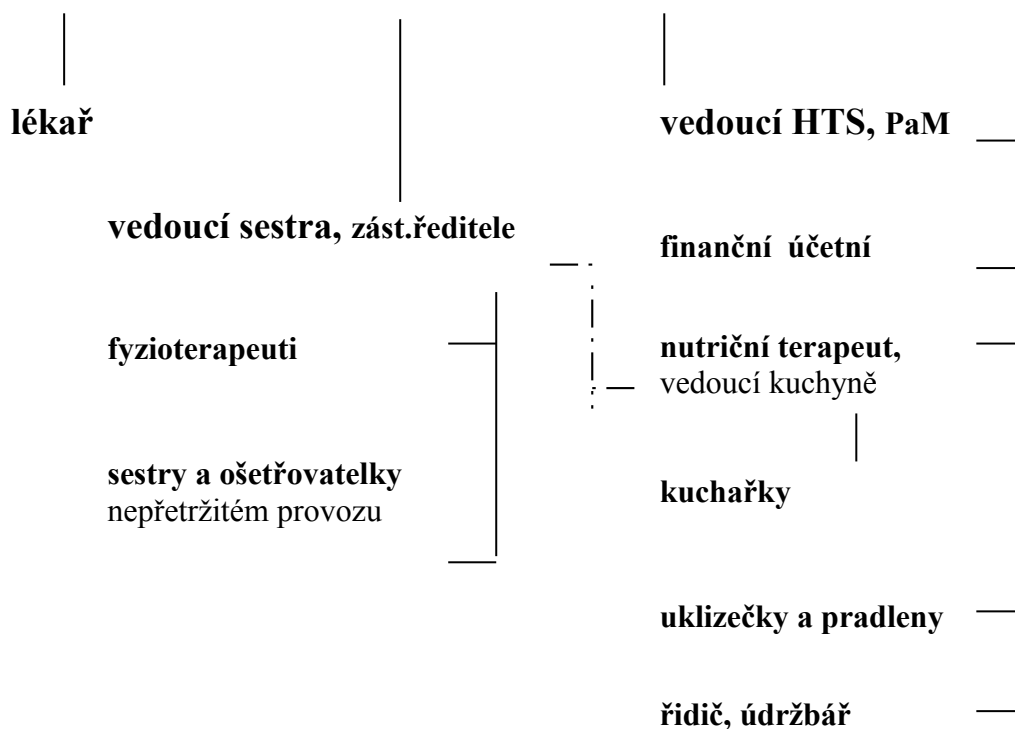 lékař
vedoucí HTS, PaM
vedoucí sestra, zást.ředitele
finanční účetní
fyzioterapeuti
nutriční terapeut,
vedoucí kuchyně
sestry a ošetřovatelky
nepřetržitém provozu
kuchařky
uklizečky a pradleny
řidič, údržbář